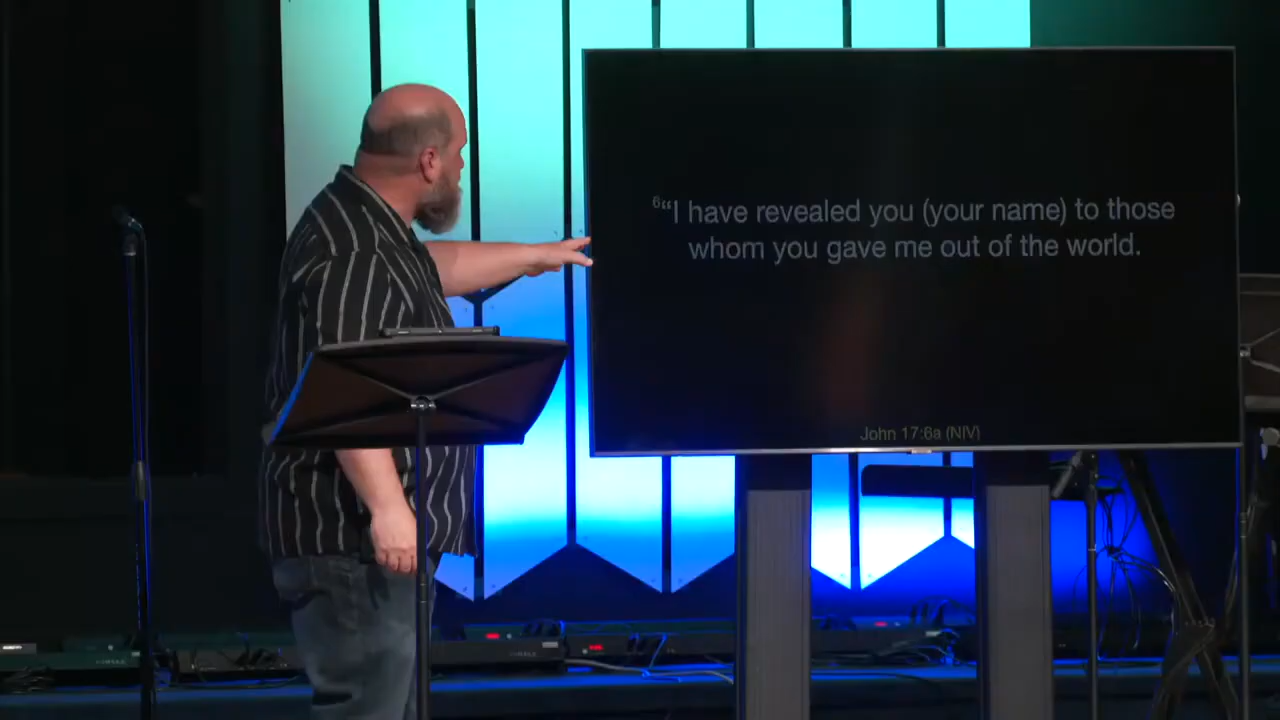 6“I have revealed you (your name) to those
whom you gave me out of the world.
John 17:6a (NIV)